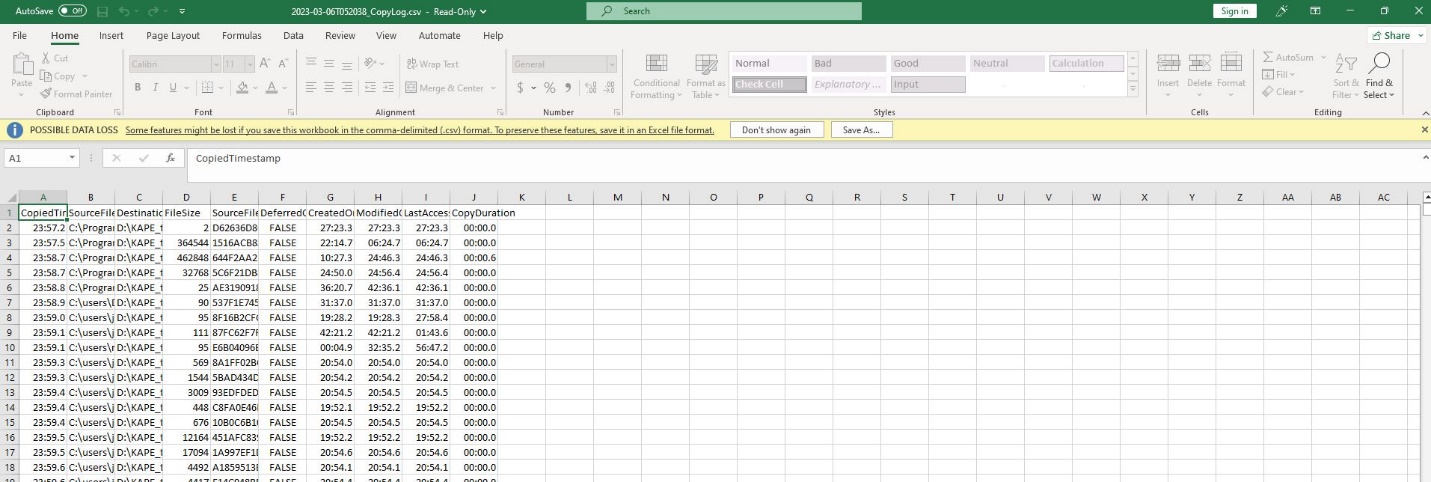 AutoSave Off 2023-03-06T052038_CopyLog.csv - Read-Only Search Sign in
File Home Insert Page Layout Formulas Data Review View Automate Help Share
Cut Calibri 11 A A Wrap Text General Normal Bad Good Neutral Calculation AutoSum
Paste Copy Format Painter B I U A Merge & Center $ % Conditional Formatting Format as Table Check Cell Explanatory ... Input Insert Delete Format Fill Clear Sort & Filter Find & Select
Clipboard Font Alignment Number Styles Cells Editing
POSSIBLE DATA LOSS Some features might be lost if you save this workbook in the comma-delimited (.csv) format. To preserve these features, save it in an Excel file format. Don't show again Save As...
A1 fx CopiedTimestamp
A B C D E F G H I J K L M N O P Q R S T U V W X Y Z AA AB AC
1 CopiedTi SourceFile Destinatic FileSize SourceFile Deferred CreatedO Modified LastAcces CopyDuration
2 23:57.2 C:\Progra D:\KAPE_t 2 D62636D8 FALSE 27:23.3 27:23.3 27:23.3 00:00.0
3 23:57.5 C:\Progra D:\KAPE_t 364544 1516ACB8 FALSE 22:14.7 06:24.7 06:24.7 00:00.0
4 23:58.7 C:\Progra D:\KAPE_t 462848 644F2AA2 FALSE 10:27.3 24:46.3 24:46.3 00:00.6
5 23:58.7 C:\Progra D:\KAPE_t 32768 5C6F21DB FALSE 24:50.0 24:56.4 24:56.4 00:00.0
6 23:58.8 C:\Progra D:\KAPE_t 25 AE319091 FALSE 36:20.7 42:36.1 42:36.1 00:00.0
7 23:58.9 C:\users\ D:\KAPE_t 90 537F1E745 FALSE 31:37.0 31:37.0 31:37.0 00:00.0
8 23:59.0 C:\users\j D:\KAPE_t 95 8F16B2CF FALSE 19:28.2 19:28.3 27:58.4 00:00.0
9 23:59.1 C:\users\j D:\KAPE_t 111 87FC62F7 FALSE 42:21.2 42:21.2 01:43.6 00:00.0
10 23:59.1 C:\users\ D:\KAPE_t 95 E6B04096 FALSE 00:04.9 32:35.2 56:47.2 00:00.0
11 23:59.3 C:\users\j D:\KAPE_t 569 8A1FF02B FALSE 20:54.0 20:54.0 20:54.0 00:00.0
12 23:59.3 C:\users\j D:\KAPE_t 1544 5BAD434D FALSE 20:54.2 20:54.2 20:54.2 00:00.0
13 23:59.4 C:\users\j D:\KAPE_t 3009 93EDFDED FALSE 20:54.5 20:54.5 20:54.5 00:00.0
14 23:59.4 C:\users\j D:\KAPE_t 448 C8FA0E46 FALSE 19:52.1 19:52.2 19:52.2 00:00.0
15 23:59.4 C:\users\j D:\KAPE_t 676 10B0C6B1 FALSE 20:54.5 20:54.5 20:54.5 00:00.0
16 23:59.5 C:\users\j D:\KAPE_t 12164 451AFC83 FALSE 19:52.2 19:52.2 19:52.2 00:00.0
17 23:59.5 C:\users\j D:\KAPE_t 17094 1A997EF1 FALSE 20:54.6 20:54.6 20:54.6 00:00.0
18 23:59.6 C:\users\j D:\KAPE_t 4492 A1859513 FALSE 20:54.1 20:54.1 20:54.1 00:00.0